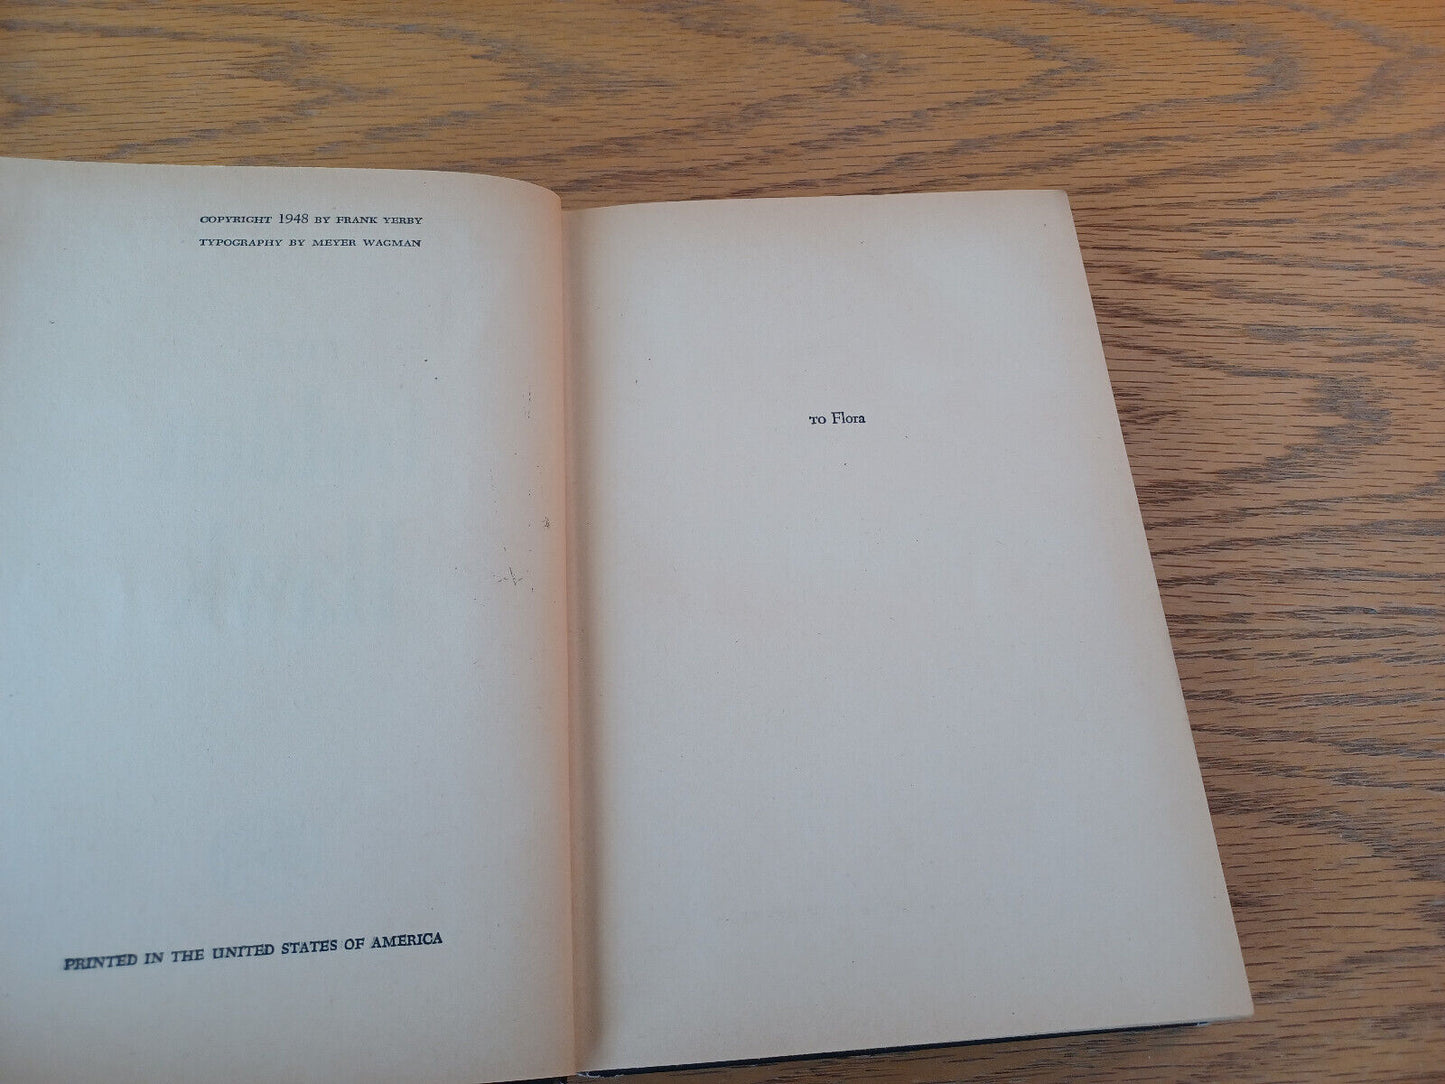 COPYRIGHT 1948 BY FRANK YERBY
TYPOGRAPHY BY MEYER WAGMAN
PRINTED IN THE UNITED STATES OF AMERICA
TO Flora